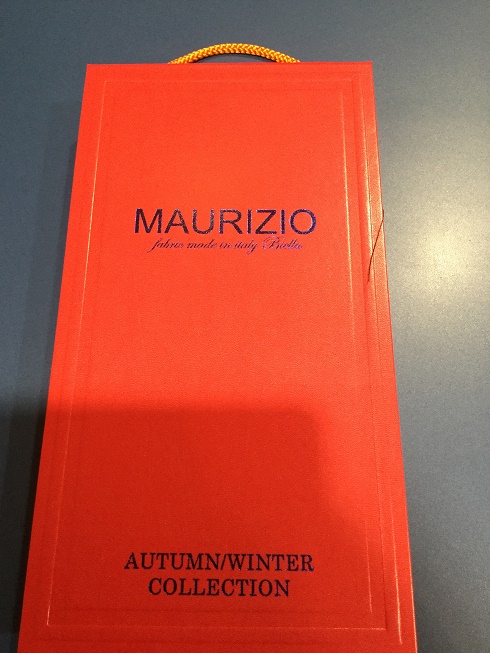 MAURIZIO
fabric made in italy Biella
AUTUMN/WINTER
COLLECTION